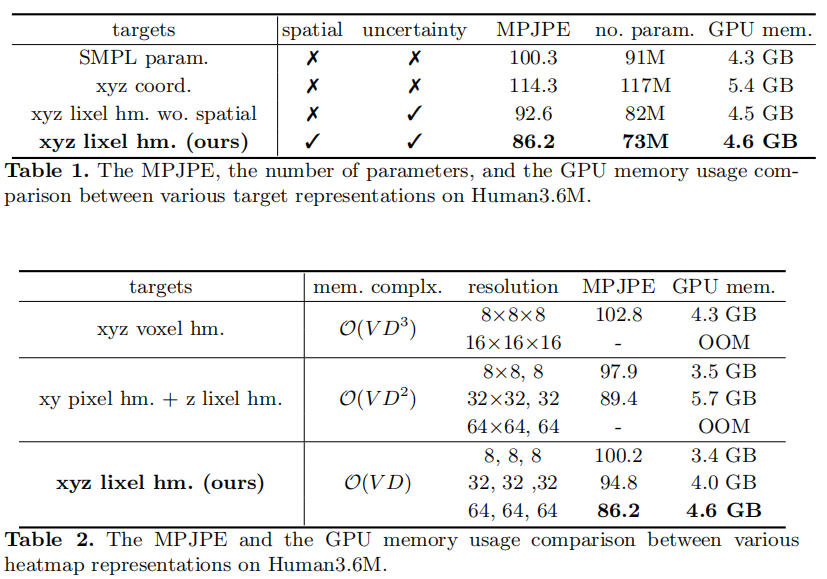 targets spatial uncertainty MPJPE no. param. GPU mem.
SMPL param. ✗ ✗ 100.3 91M 4.3 GB
xyz coord. ✗ ✗ 114.3 117M 5.4 GB
xyz lixel hm. wo. spatial ✗ ✓ 92.6 82M 4.5 GB
xyz lixel hm. (ours) ✓ ✓ 86.2 73M 4.6 GB
Table 1. The MPJPE, the number of parameters, and the GPU memory usage com-
parison between various target representations on Human3.6M.
targets mem. complx. resolution MPJPE GPU mem.
xyz voxel hm. O(VD³) 8×8×8 102.8 4.3 GB
16×16×16 - OOM
8×8, 8 97.9 3.5 GB
xy pixel hm. + z lixel hm. O(VD²) 32×32, 32 89.4 5.7 GB
64×64, 64 - OOM
8, 8, 8 100.2 3.4 GB
xyz lixel hm. (ours) O(VD) 32, 32 ,32 94.8 4.0 GB
64, 64, 64 86.2 4.6 GB
Table 2. The MPJPE and the GPU memory usage comparison between various
heatmap representations on Human3.6M.